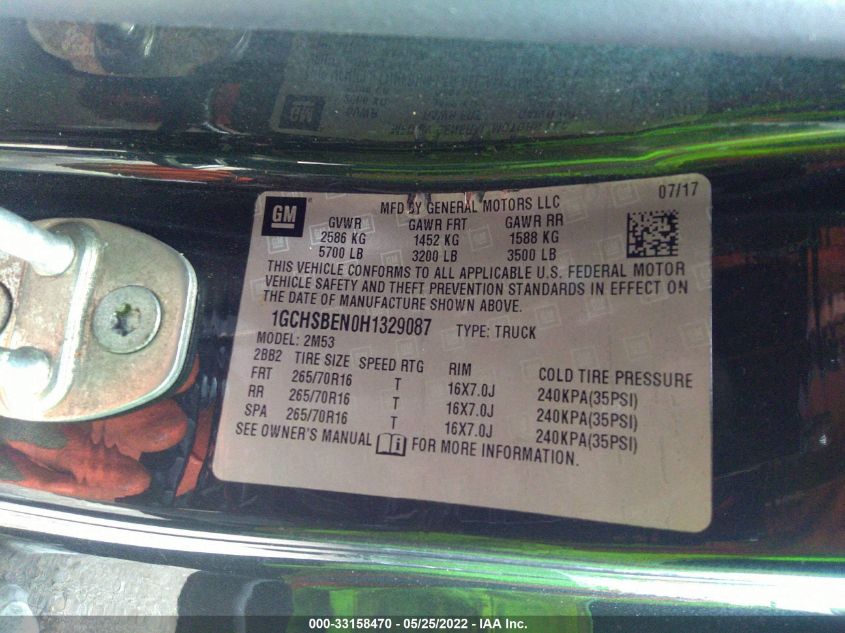 GM
MFD BY GENERAL MOTORS LLC
07/17
GVWR GAWR FRT GAWR RR
2586 KG 1452 KG 1588 KG
5700 LB 3200 LB 3500 LB
THIS VEHICLE CONFORMS TO ALL APPLICABLE U.S. FEDERAL MOTOR
VEHICLE SAFETY AND THEFT PREVENTION STANDARDS IN EFFECT ON
THE DATE OF MANUFACTURE SHOWN ABOVE.
1GCHSBEN0H1329087 TYPE: TRUCK
MODEL: 2M53
2BB2 TIRE SIZE SPEED RTG RIM COLD TIRE PRESSURE
FRT 265/70R16 T 16X7.0J 240KPA(35PSI)
RR 265/70R16 T 16X7.0J 240KPA(35PSI)
SPA 265/70R16 T 16X7.0J 240KPA(35PSI)
SEE OWNER'S MANUAL FOR MORE INFORMATION.
000-33158470 - 05/25/2022 - IAA Inc.